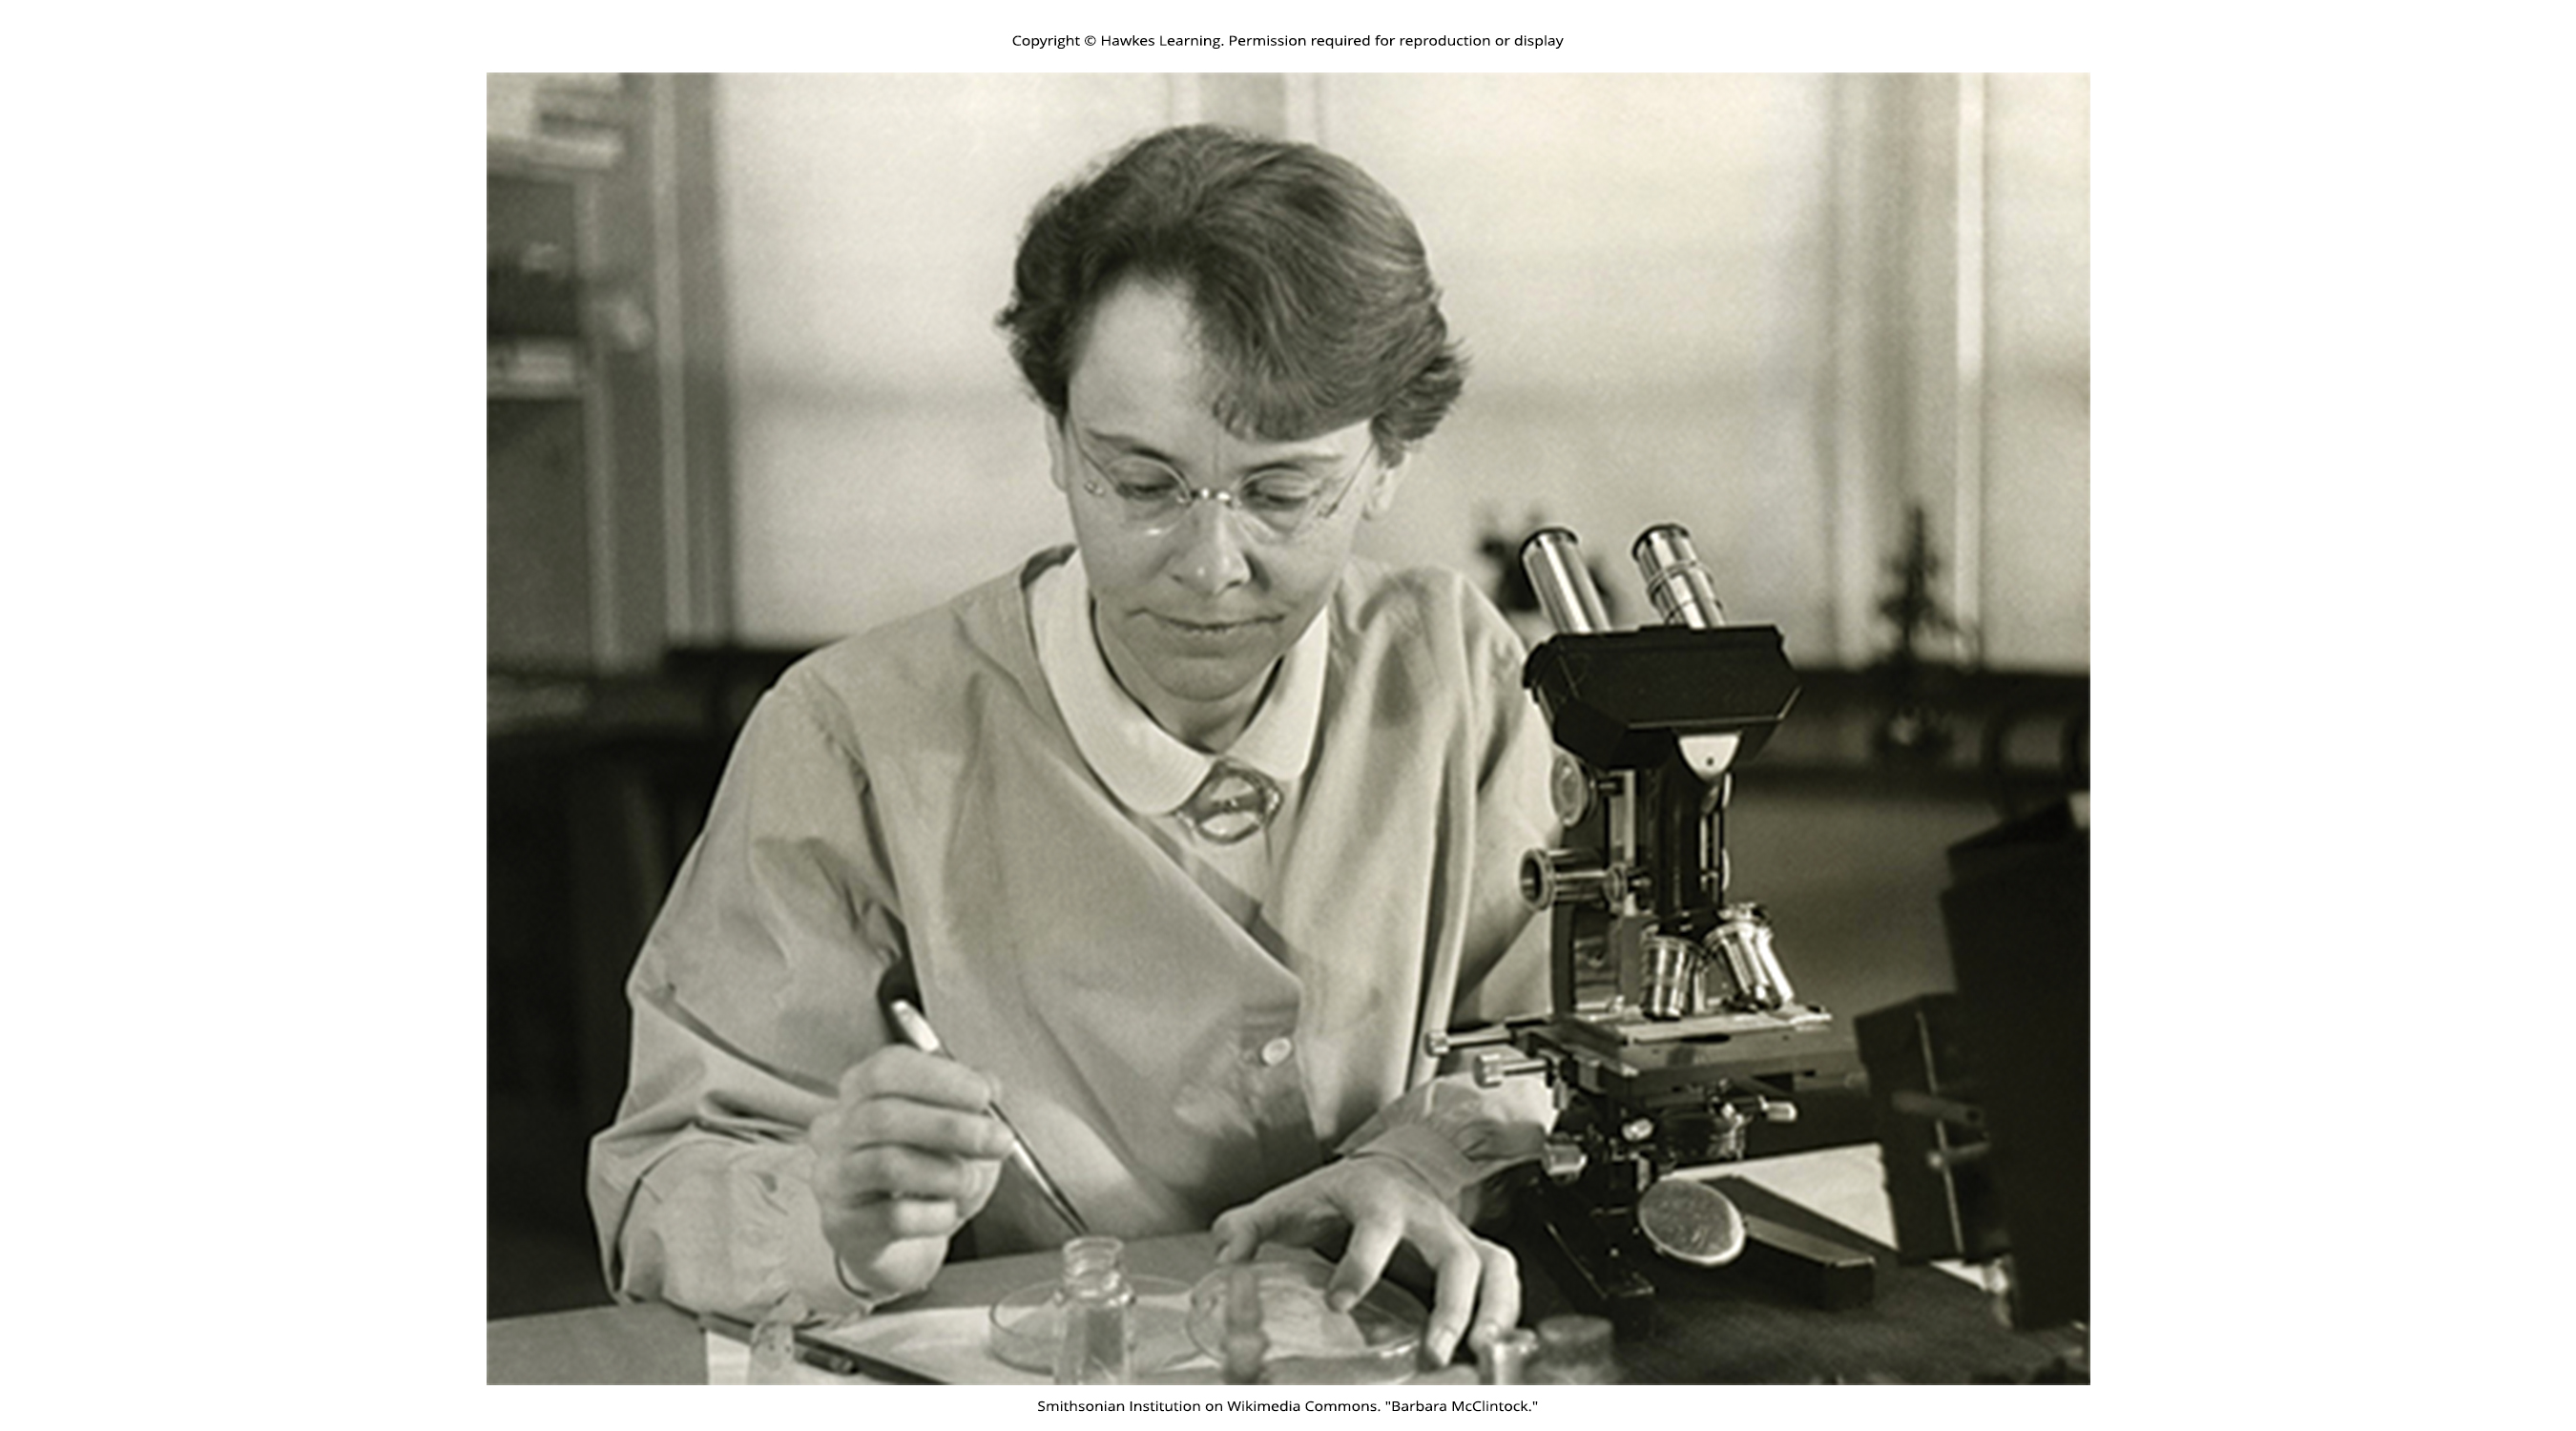 Copyright © Hawkes Learning. Permission required for reproduction or display
Smithsonian Institution on Wikimedia Commons. "Barbara McClintock."